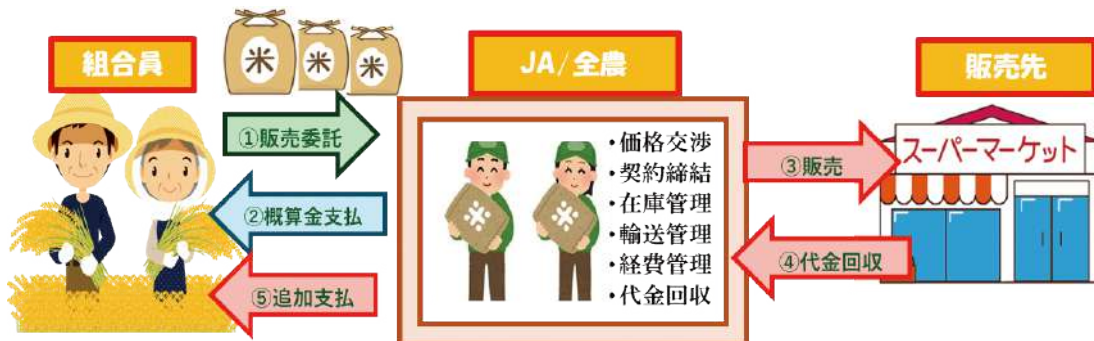 組合員
米
米
米
JA/全農
販売先
①販売委託
②概算金支払
⑤追加支払
米
米
・価格交渉
・契約締結
・在庫管理
・輸送管理
・経費管理
・代金回収
③販売
④代金回収
スーパーマーケット